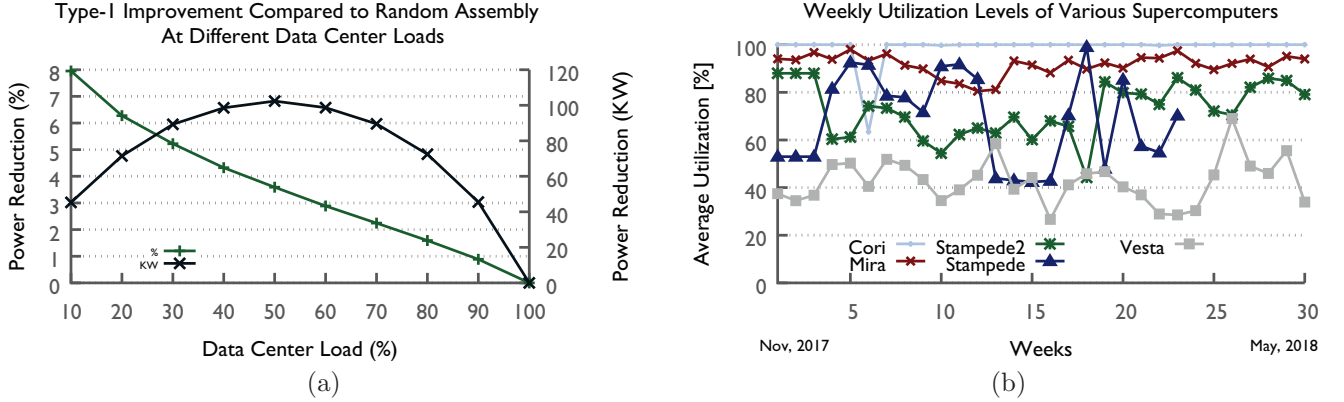 Type-1 Improvement Compared to Random Assembly
At Different Data Center Loads
Power Reduction (%)
8
7
6
5
4
3
2
1
0
120
100
80
60
40
20
0
Power Reduction (KW)
%
KW
10 20 30 40 50 60 70 80 90 100
Data Center Load (%)
(a)
Weekly Utilization Levels of Various Supercomputers
Average Utilization [%]
100
80
60
40
20
0
Cori Stampede2 Vesta
Mira Stampede
5 10 15 20 25 30
Nov, 2017 Weeks May, 2018
(b)